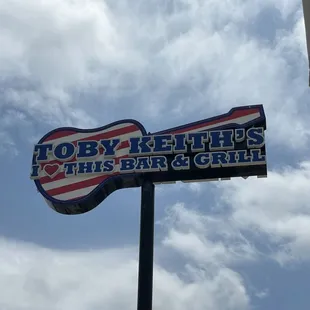 TOBY KEITH'S
I ♥ THIS BAR & GRILL